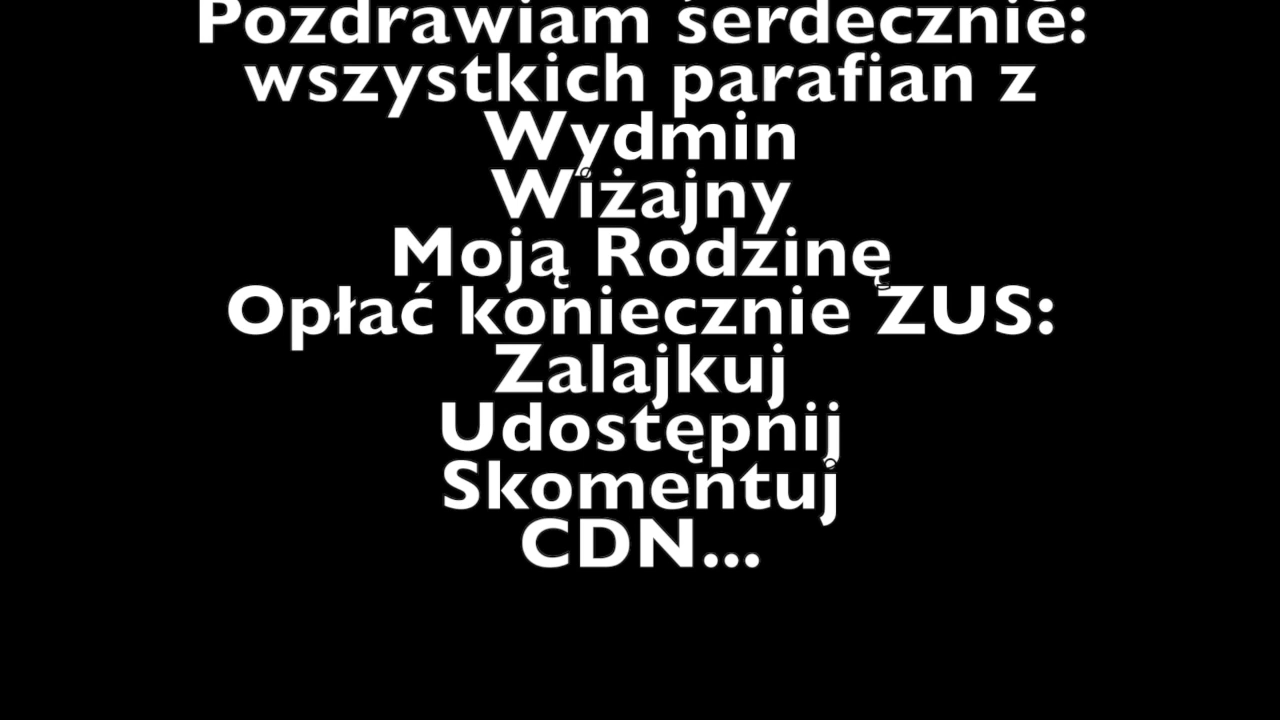 Pozdrawiam serdecznie:
wszystkich parafian z
Wydmin
Wiżajny
Moją Rodzinę
Opłać koniecznie ZUS:
Zalajkuj
Udostępnij
Skomentuj
CDN...